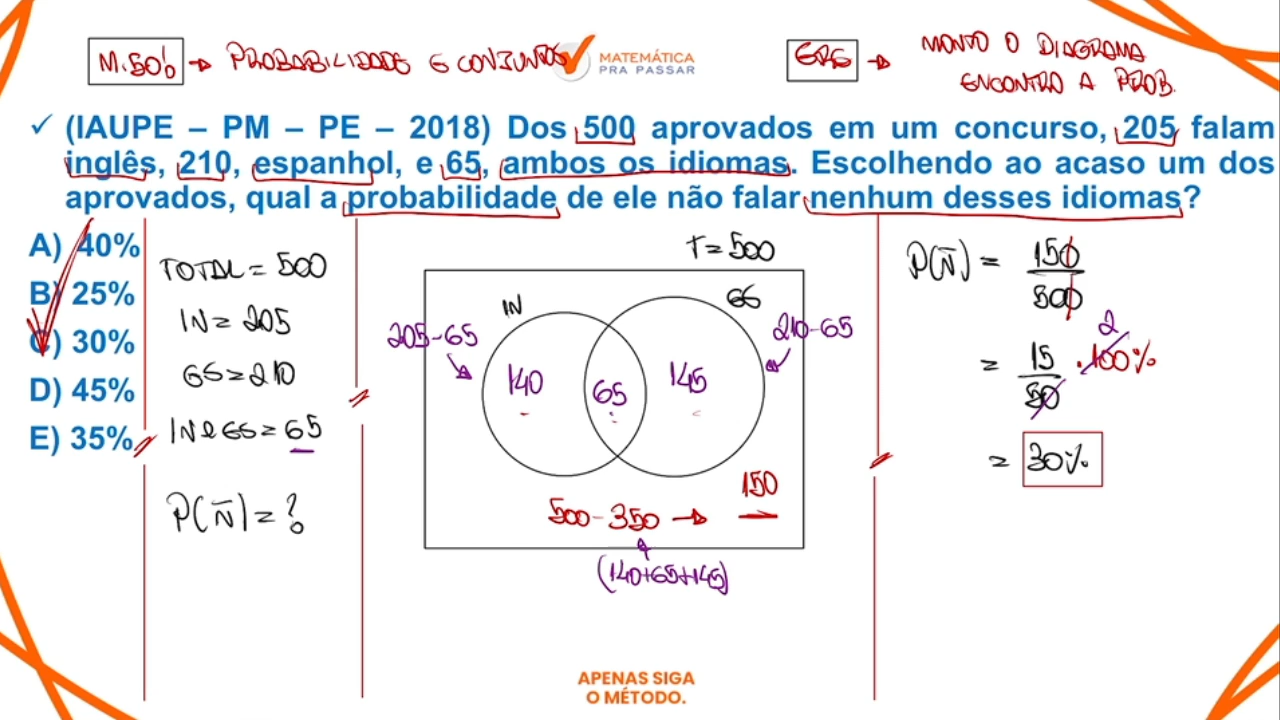 M.50% → PROBABILIDADE E CONJUNTOS
MATEMÁTICA
PRA PASSAR
→ MONTO O DIAGRAMA
ENCONTRO A PROB.
✓ (IAUPE – PM – PE – 2018) Dos 500 aprovados em um concurso, 205 falam
inglês, 210, espanhol, e 65, ambos os idiomas. Escolhendo ao acaso um dos
aprovados, qual a probabilidade de ele não falar nenhum desses idiomas?
A) 40%
B) 25%
C) 30%
D) 45%
E) 35%
TOTAL = 500
IN = 205
ES = 210
IN e ES = 65
P(N̄) = ?
T = 500
IN
ES
205-65
210-65
140
65
145
150
500-350 →
(140+65+145)
P(N̄) = 150
500
= 15 . 100%
50
2
= 30%
APENAS SIGA
O MÉTODO.